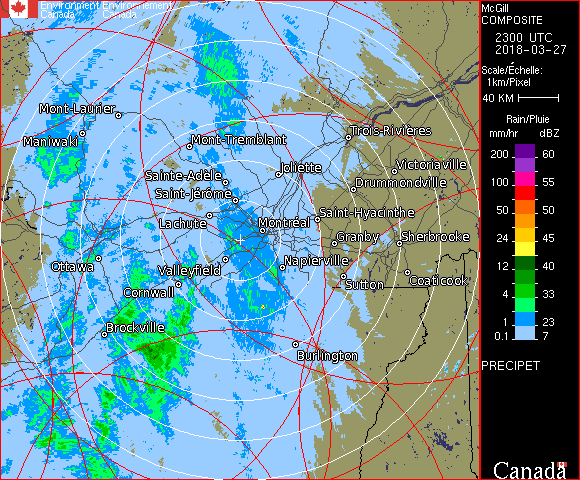 Environment Environnement
Canada Canada
McGill
COMPOSITE
2300 UTC
2018-03-27
Scale/Échelle:
1km/Pixel
40 KM
Rain/Pluie
mm/hr dBZ
200 60
100 55
50 50
24 45
12 40
4 33
1 23
0.1 7
PRECIPET
Canada
Mont-Laurier
Maniwaki
Mont-Tremblant
Trois-Rivières
Joliette
Victoriaville
Sainte-Adèle
Drummondville
Saint-Jérôme
Lachute
Saint-Hyacinthe
Montréal
Granby
Sherbrooke
Ottawa
Valleyfield
Napierville
Cornwall
Sutton
Coaticook
Brockville
Burlington